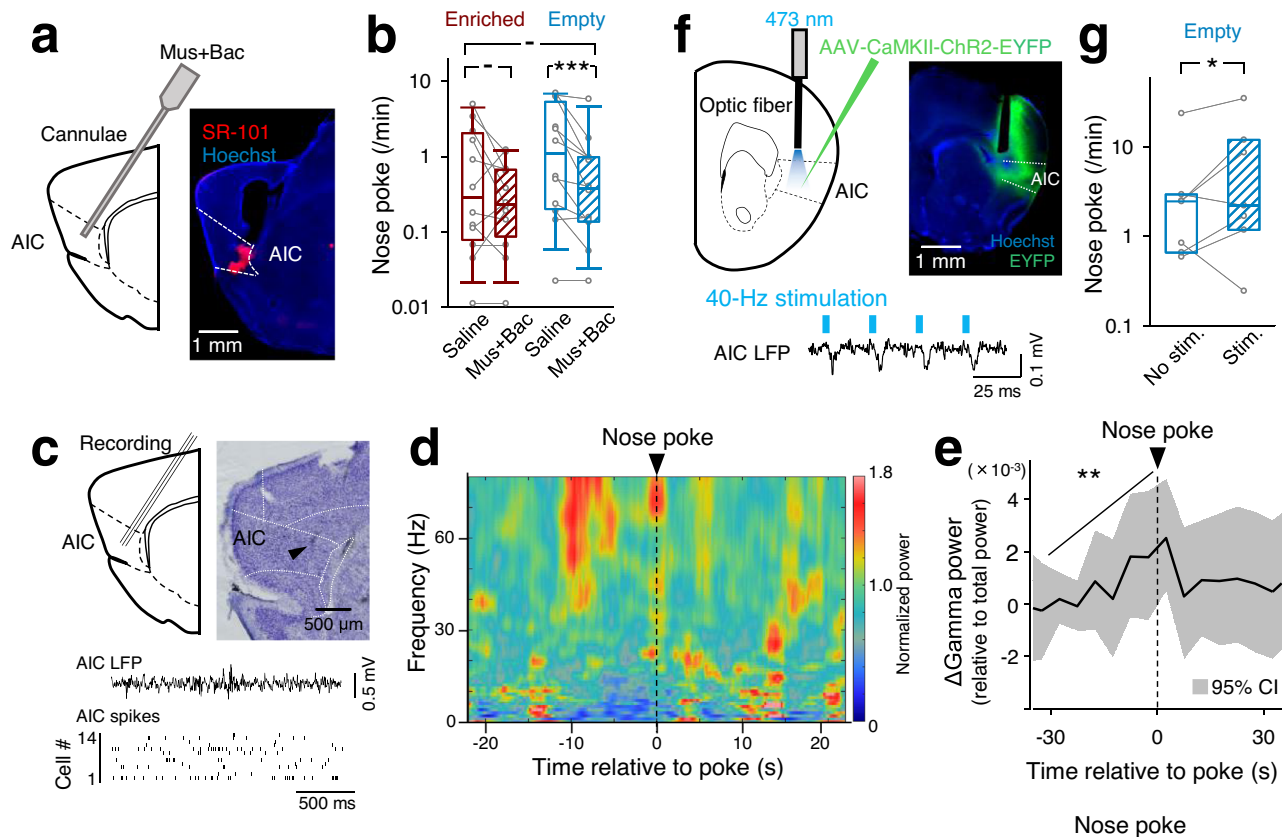 a
Mus+Bac
Cannulae
AIC
SR-101
Hoechst
AIC
1 mm
b
Enriched
Empty
-
-
***
Nose poke (/min)
10
1
0.1
0.01
Saline
Mus+Bac
Saline
Mus+Bac
f
473 nm
AAV-CaMKII-ChR2-EYFP
Optic fiber
AIC
AIC
1 mm
Hoechst
EYFP
40-Hz stimulation
AIC LFP
0.1 mV
25 ms
g
Empty
*
Nose poke (/min)
10
1
0.1
No stim.
Stim.
c
Recording
AIC
AIC
500 µm
AIC LFP
0.5 mV
AIC spikes
Cell #
14
1
500 ms
d
Nose poke
Frequency (Hz)
60
30
0
-20
-10
0
10
20
Time relative to poke (s)
1.8
1.0
0
Normalized power
e
Nose poke
(×10⁻³)
**
ΔGamma power
(relative to total power)
4
2
0
-2
95% CI
-30
0
30
Time relative to poke (s)
Nose poke